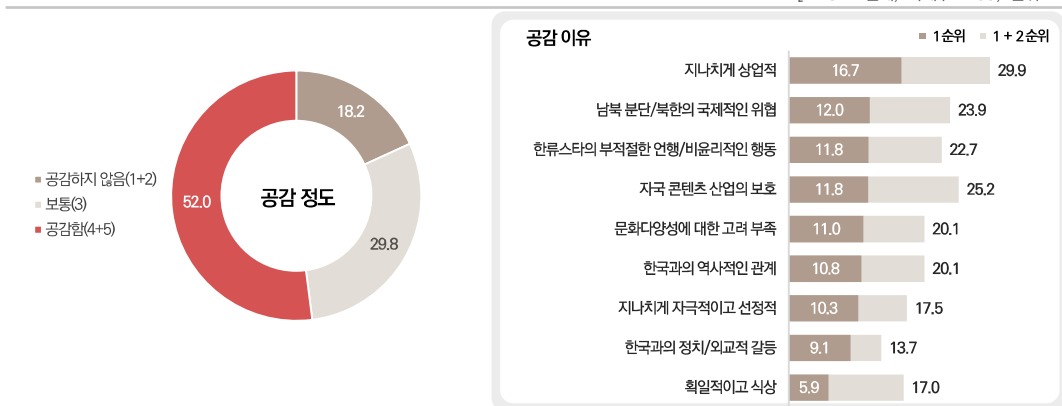 공감하지 않음(1+2)
보통(3)
공감함(4+5)
공감 정도
18.2
29.8
52.0
공감 이유
1순위 1 + 2순위
지나치게 상업적 16.7 29.9
남북 분단/북한의 국제적인 위협 12.0 23.9
한류스타의 부적절한 언행/비윤리적인 행동 11.8 22.7
자국 콘텐츠 산업의 보호 11.8 25.2
문화다양성에 대한 고려 부족 11.0 20.1
한국과의 역사적인 관계 10.8 20.1
지나치게 자극적이고 선정적 10.3 17.5
한국과의 정치/외교적 갈등 9.1 13.7
획일적이고 식상 5.9 17.0